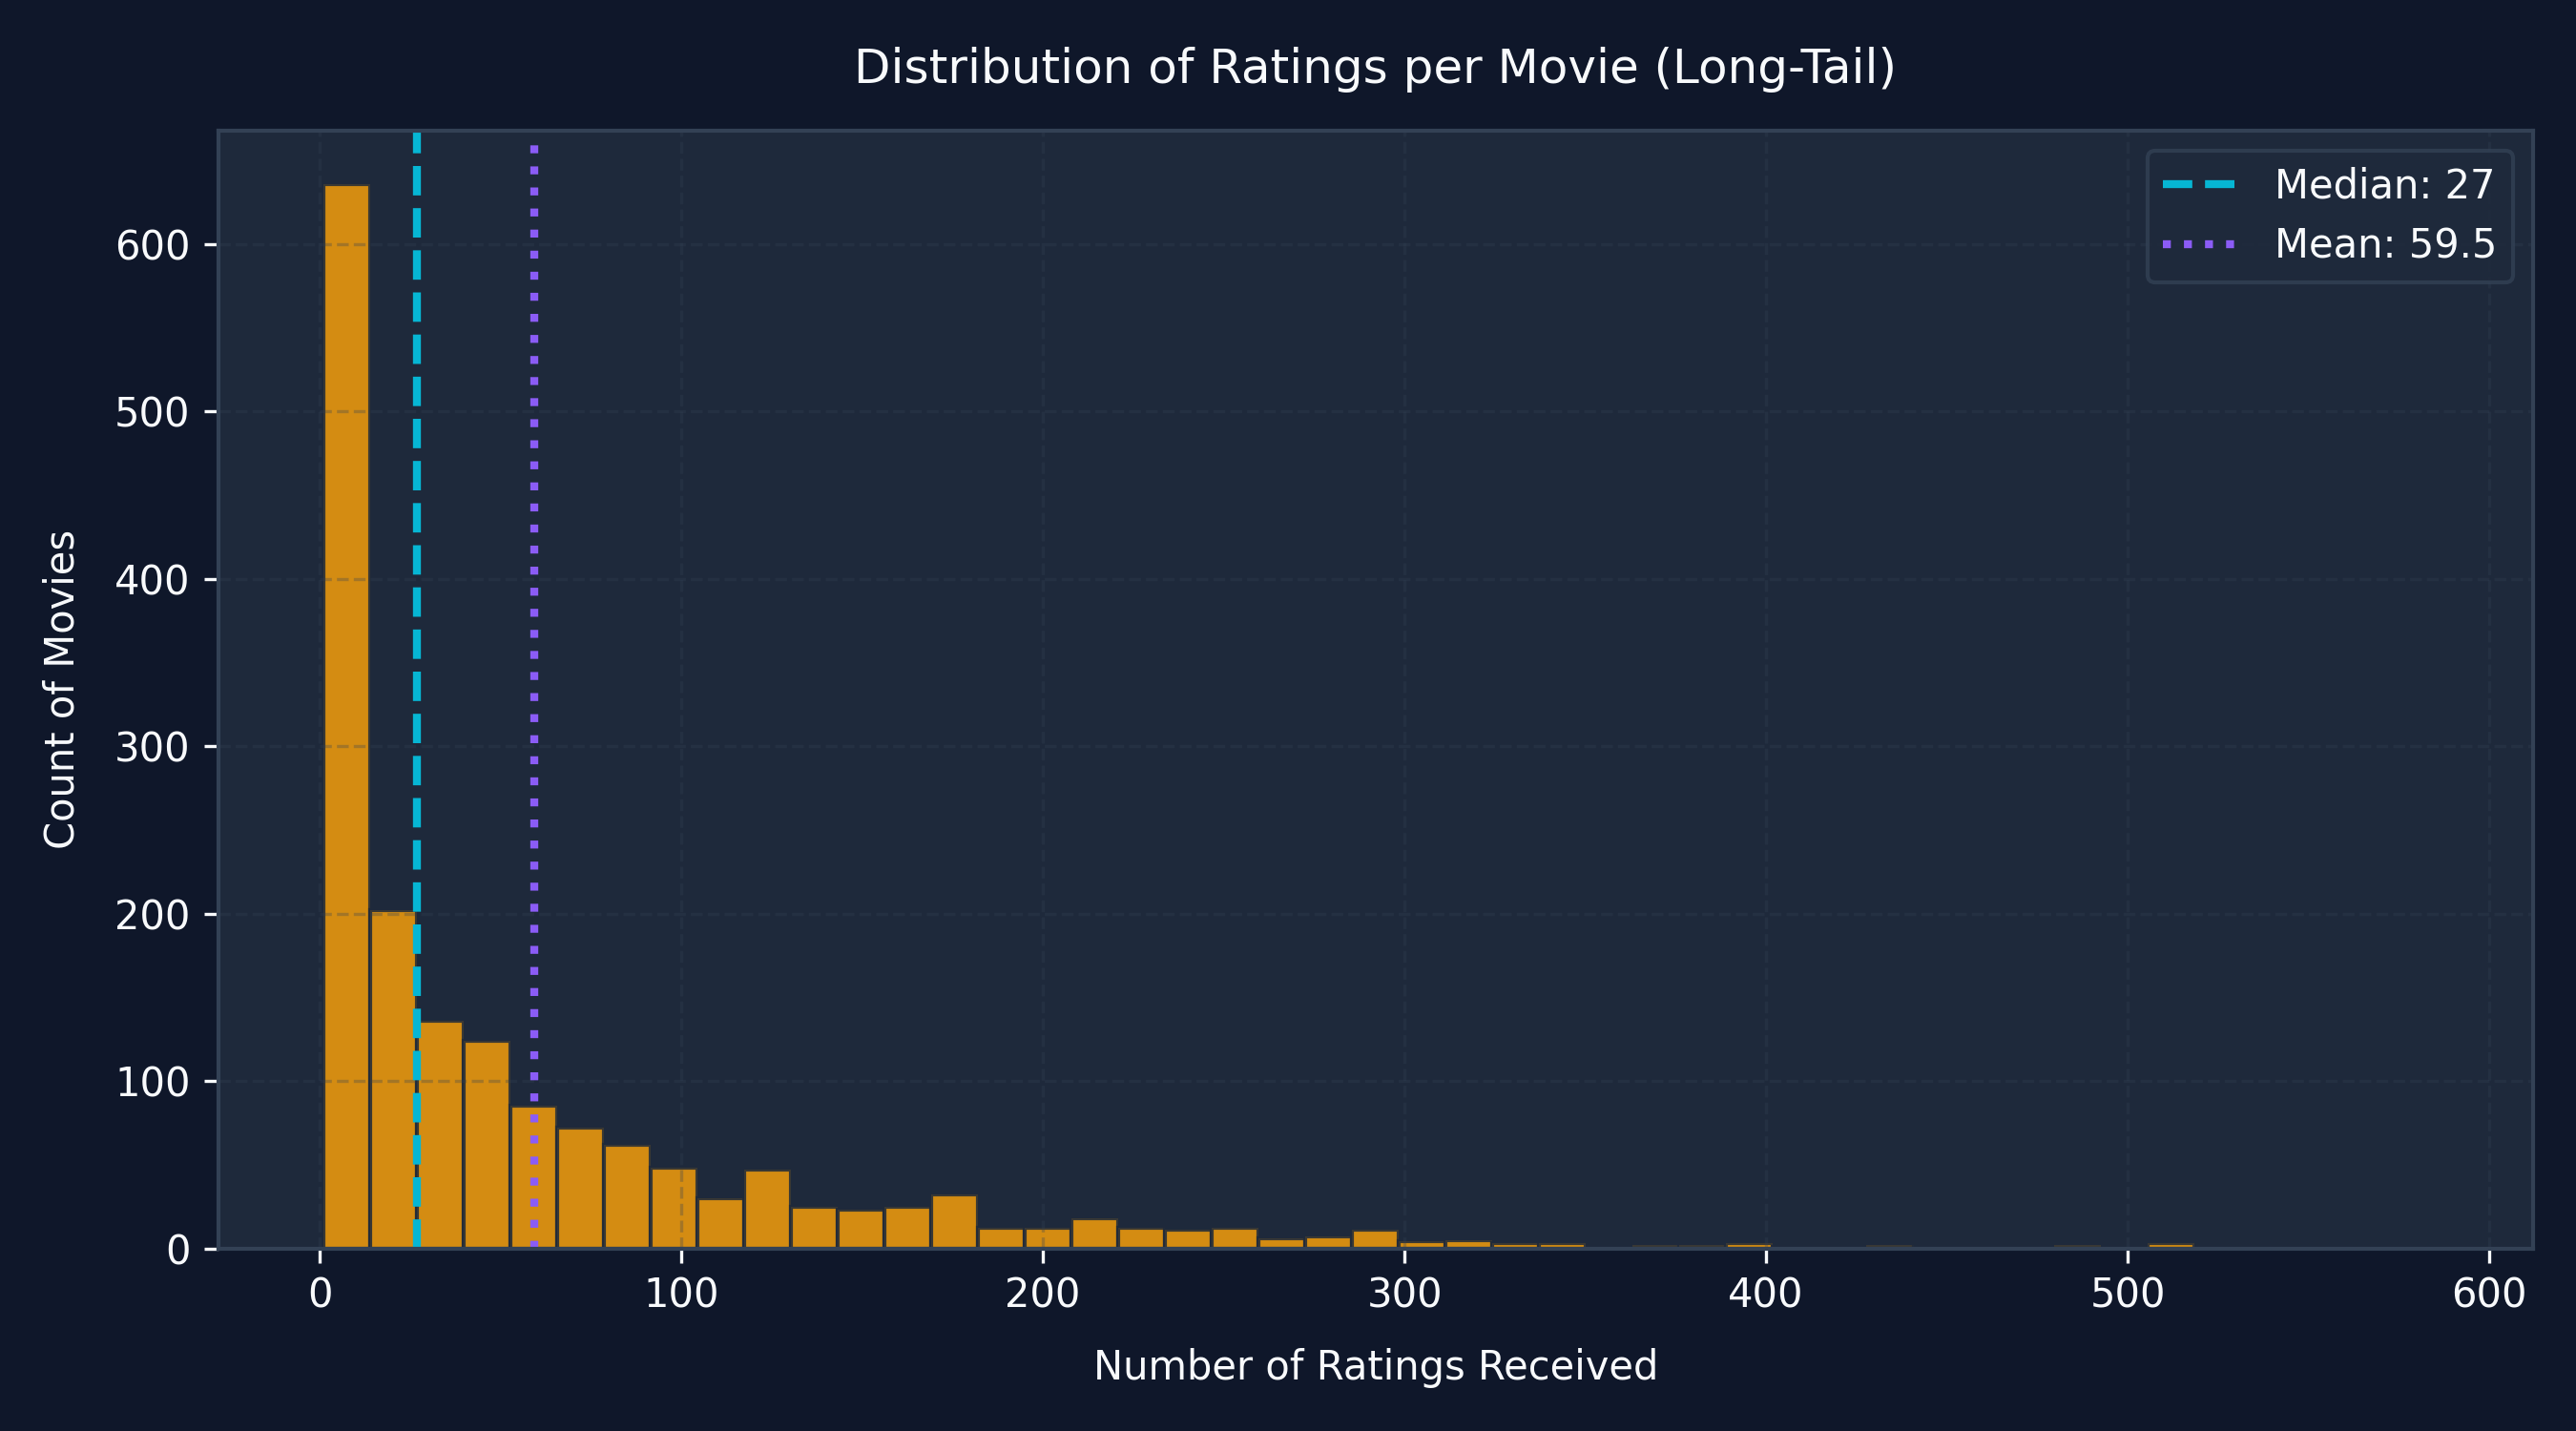 Distribution of Ratings per Movie (Long-Tail)
Median: 27
Mean: 59.5
600
500
400
300
200
100
0
Count of Movies
0 100 200 300 400 500 600
Number of Ratings Received